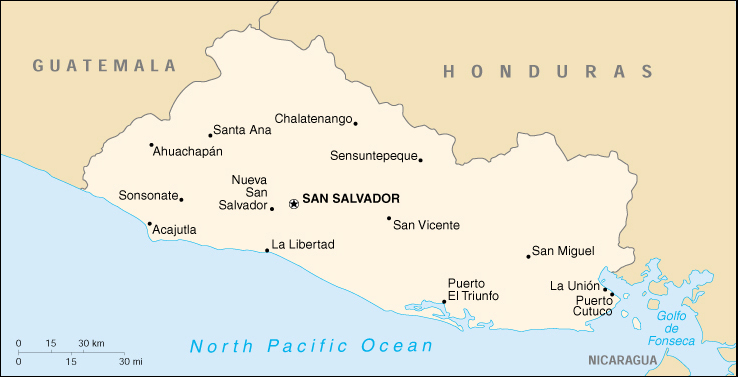 GUATEMALA
HONDURAS
Chalatenango
Santa Ana
Ahuachapán
Sensuntepeque
Nueva
San
Salvador
Sonsonate
SAN SALVADOR
San Vicente
Acajutla
La Libertad
San Miguel
Puerto
El Triunfo
La Unión
Puerto
Cutuco
Golfo
de
Fonseca
North Pacific Ocean
NICARAGUA
0 15 30 km
0 15 30 mi